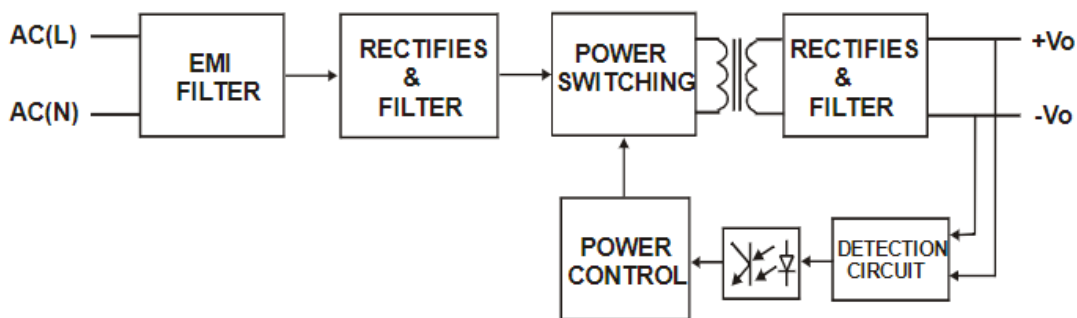 AC(L)
AC(N)
EMI
FILTER
RECTIFIES
&
FILTER
POWER
SWITCHING
RECTIFIES
&
FILTER
+Vo
-Vo
POWER
CONTROL
DETECTION
CIRCUIT